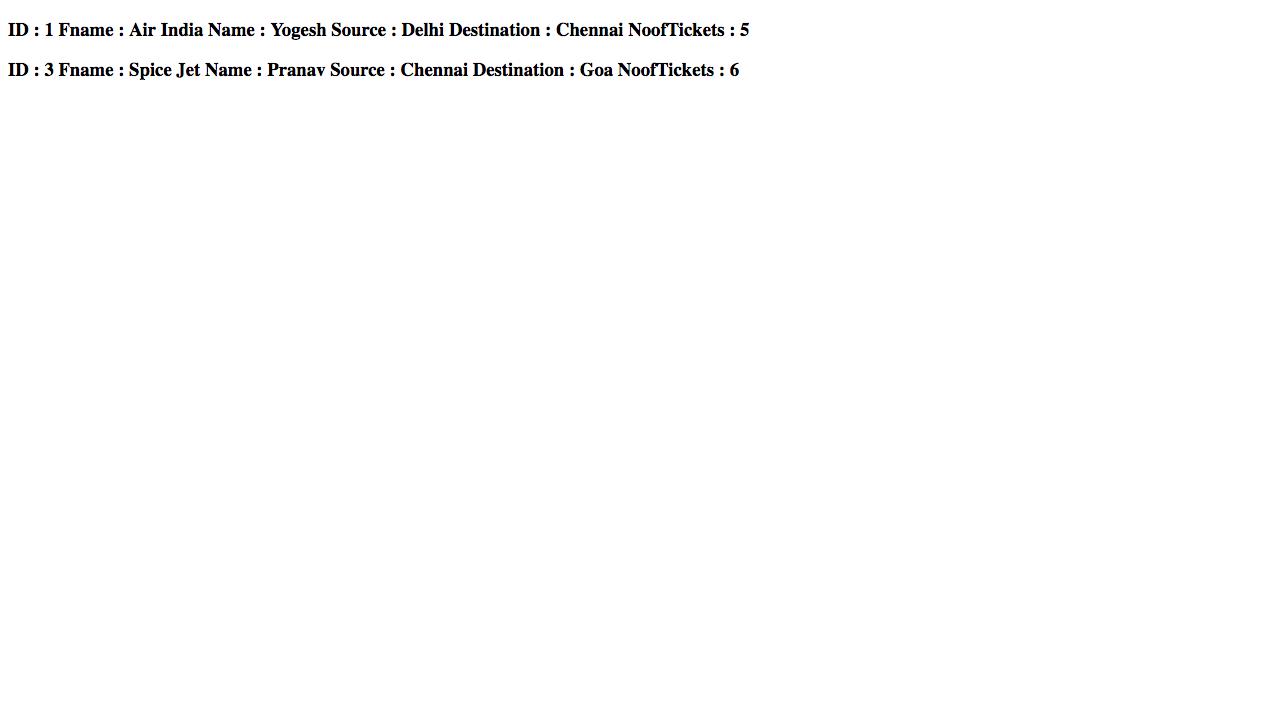 ID : 1 Fname : Air India Name : Yogesh Source : Delhi Destination : Chennai NoofTickets : 5
ID : 3 Fname : Spice Jet Name : Pranav Source : Chennai Destination : Goa NoofTickets : 6